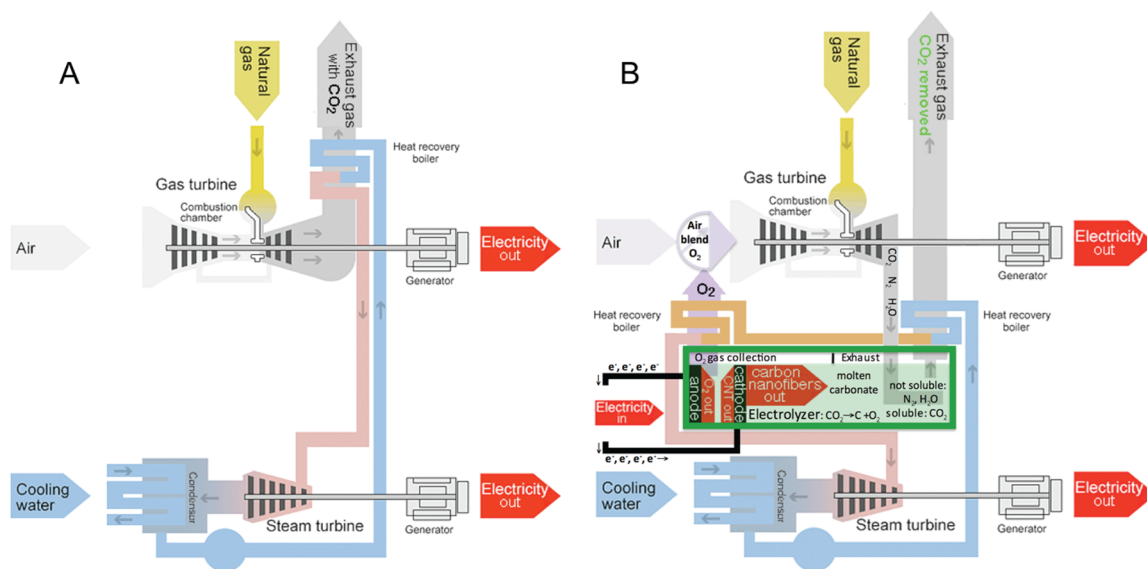 A
Natural
gas
Exhaust gas
with CO2
Heat recovery
boiler
Gas turbine
Combustion
chamber
Air
Electricity
out
Generator
Cooling
water
Condensor
Steam turbine
Generator
Electricity
out
B
Natural
gas
Exhaust gas
CO2 removed
Gas turbine
Combustion
chamber
Air
Air
blend
O2
Electricity
out
Generator
CO2 N2 H2O
O2
Heat recovery
boiler
Heat recovery
boiler
O2 gas collection
Exhaust
e-, e-, e-, e-
↓
anode
O2 out
CNT out
cathode
carbon
nanofibers
out
molten
carbonate
not soluble:
N2, H2O
soluble: CO2
Electrolyzer: CO2→C +O2
Electricity
in
↓
e-, e-, e-, e-→
Cooling
water
Condensor
Steam turbine
Generator
Electricity
out